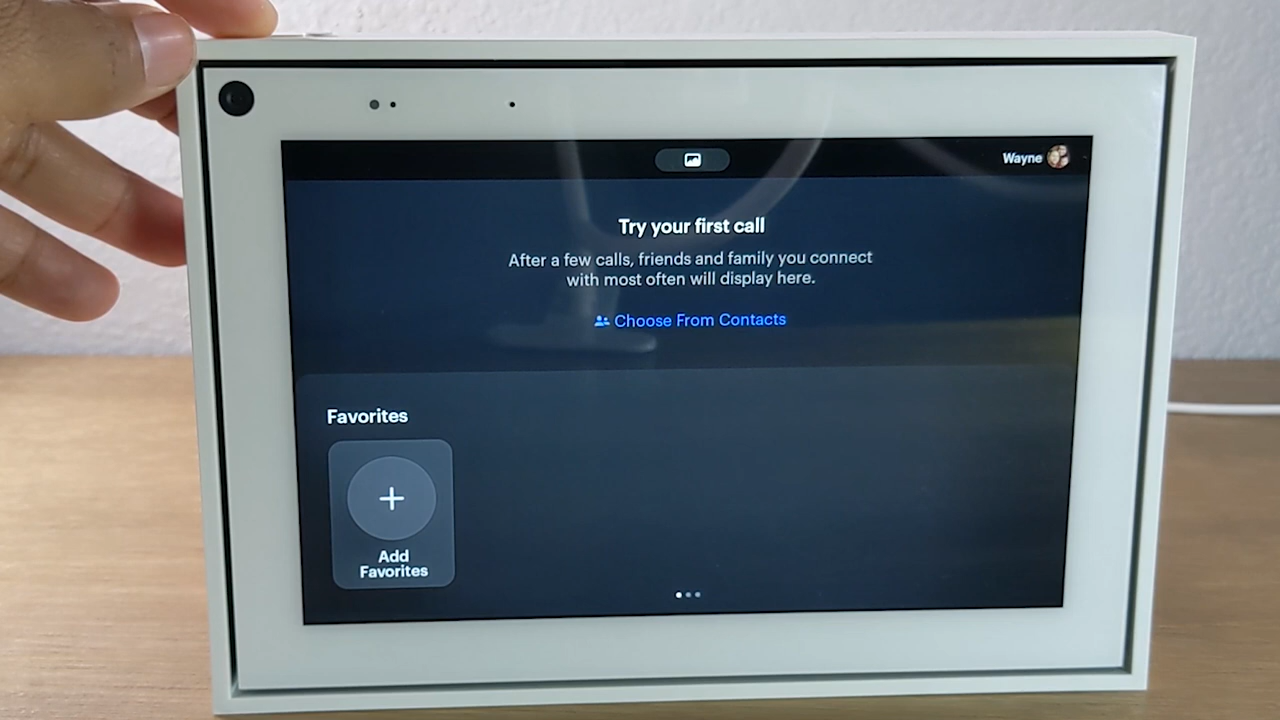 Wayne
Try your first call
After a few calls, friends and family you connect
with most often will display here.
Choose From Contacts
Favorites
Add
Favorites